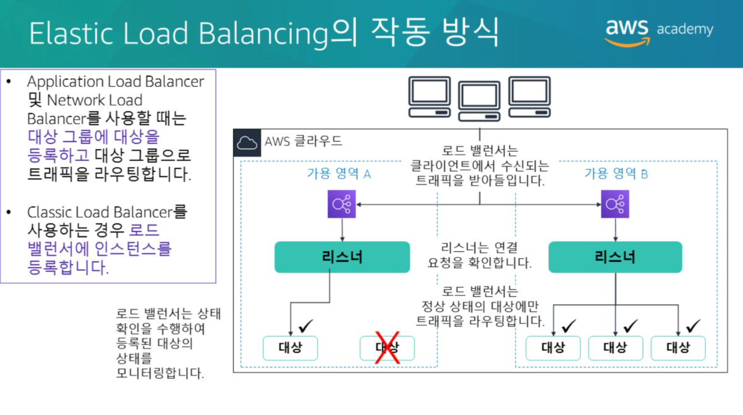 Elastic Load Balancing의 작동 방식
aws academy
• Application Load Balancer
및 Network Load
Balancer를 사용할 때는
대상 그룹에 대상을
등록하고 대상 그룹으로
트래픽을 라우팅합니다.
• Classic Load Balancer를
사용하는 경우 로드
밸런서에 인스턴스를
등록합니다.
로드 밸런서는 상태
확인을 수행하여
등록된 대상의
상태를
모니터링합니다.
AWS 클라우드
로드 밸런서는
클라이언트에서 수신되는
트래픽을 받아들입니다.
가용 영역 A
가용 영역 B
리스너
리스너
리스너는 연결
요청을 확인합니다.
로드 밸런서는
정상 상태의 대상에만
트래픽을 라우팅합니다.
대상
대상
대상
대상
대상